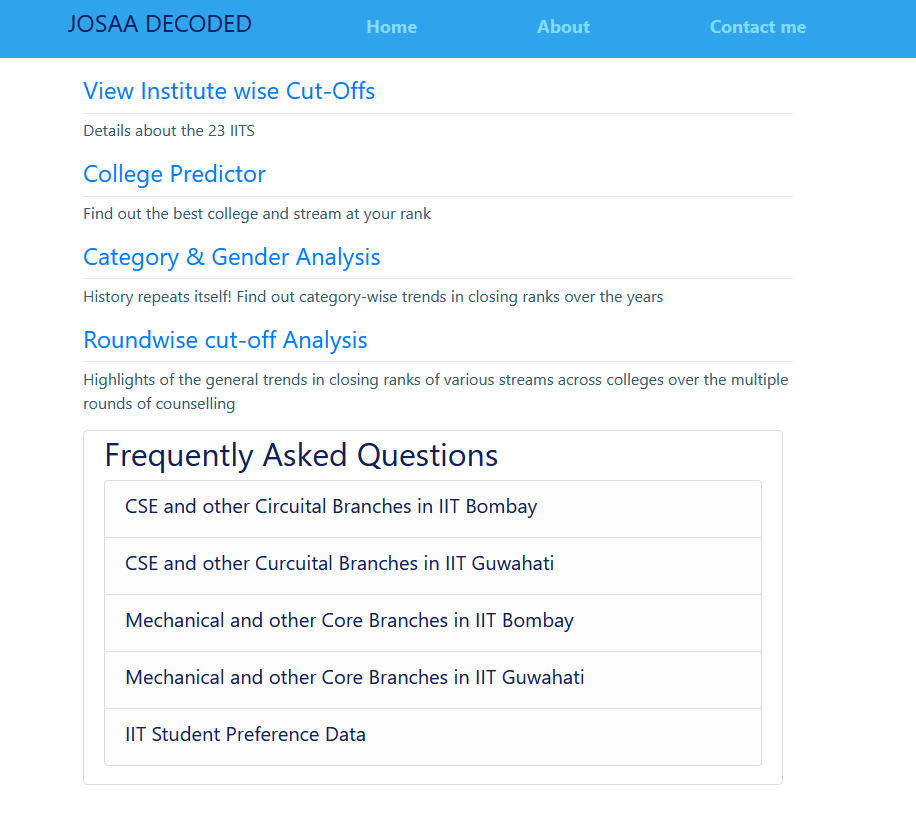 JOSAA DECODED
Home
About
Contact me
View Institute wise Cut-Offs
Details about the 23 IITS
College Predictor
Find out the best college and stream at your rank
Category & Gender Analysis
History repeats itself! Find out category-wise trends in closing ranks over the years
Roundwise cut-off Analysis
Highlights of the general trends in closing ranks of various streams across colleges over the multiple
rounds of counselling
Frequently Asked Questions
CSE and other Circuital Branches in IIT Bombay
CSE and other Curcuital Branches in IIT Guwahati
Mechanical and other Core Branches in IIT Bombay
Mechanical and other Core Branches in IIT Guwahati
IIT Student Preference Data